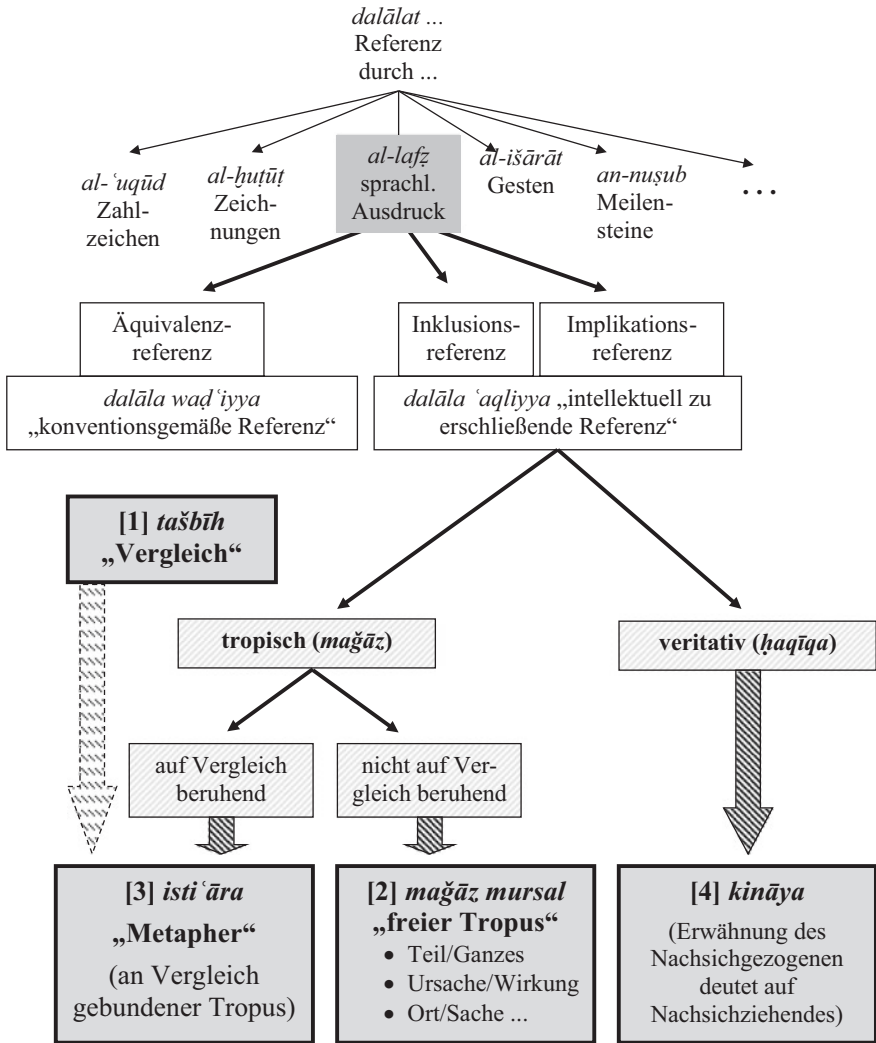 dalālat ...
Referenz
durch ...
al-ʿuqūd
Zahl-
zeichen
al-ḫuṭūṭ
Zeich-
nungen
al-lafẓ
sprachl.
Ausdruck
al-išārāt
Gesten
an-nuṣub
Meilen-
steine
...
Äquivalenz-
referenz
Inklusions-
referenz
Implikations-
referenz
dalāla waḍʿiyya
„konventionsgemäße Referenz“
dalāla ʿaqliyya „intellektuell zu
erschließende Referenz“
[1] tašbīh
„Vergleich“
tropisch (maǧāz)
veritativ (ḥaqīqa)
auf Vergleich
beruhend
nicht auf Ver-
gleich beruhend
[3] istiʿāra
„Metapher“
(an Vergleich
gebundener Tropus)
[2] maǧāz mursal
„freier Tropus“
• Teil/Ganzes
• Ursache/Wirkung
• Ort/Sache ...
[4] kināya
(Erwähnung des
Nachsichgezogenen
deutet auf
Nachsichziehendes)